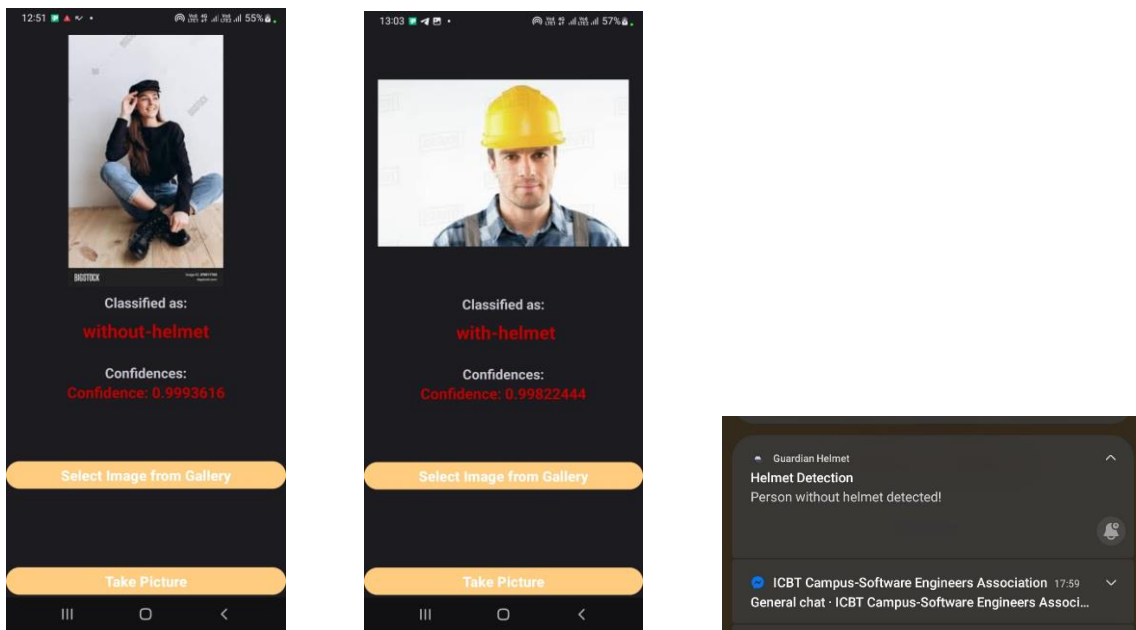 12:51
55%
BIGSTOCK
Classified as:
without-helmet
Confidences:
Confidence: 0.9993616
Select Image from Gallery
Take Picture
13:03
57%
Classified as:
with-helmet
Confidences:
Confidence: 0.99822444
Select Image from Gallery
Take Picture
Guardian Helmet
Helmet Detection
Person without helmet detected!
ICBT Campus-Software Engineers Association 17:59
General chat · ICBT Campus-Software Engineers Associ...